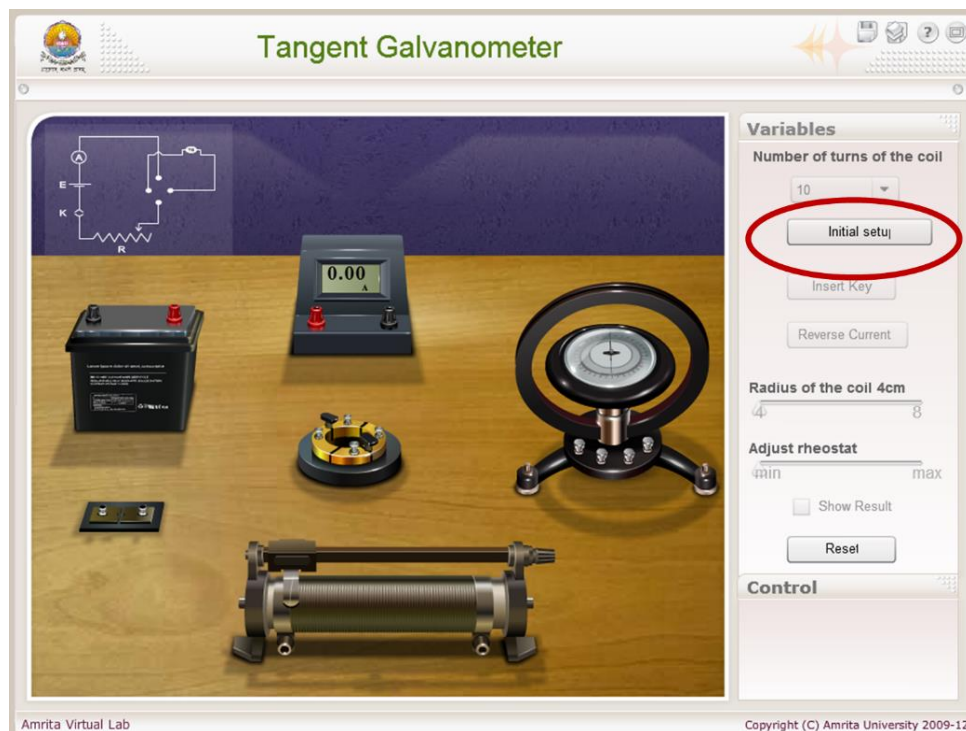 Tangent Galvanometer
?
A
E
K
R
0.00
A
Variables
Number of turns of the coil
10
Initial setu
Insert Key
Reverse Current
Radius of the coil 4cm
4 8
Adjust rheostat
min max
Show Result
Reset
Control
Amrita Virtual Lab
Copyright (C) Amrita University 2009-12